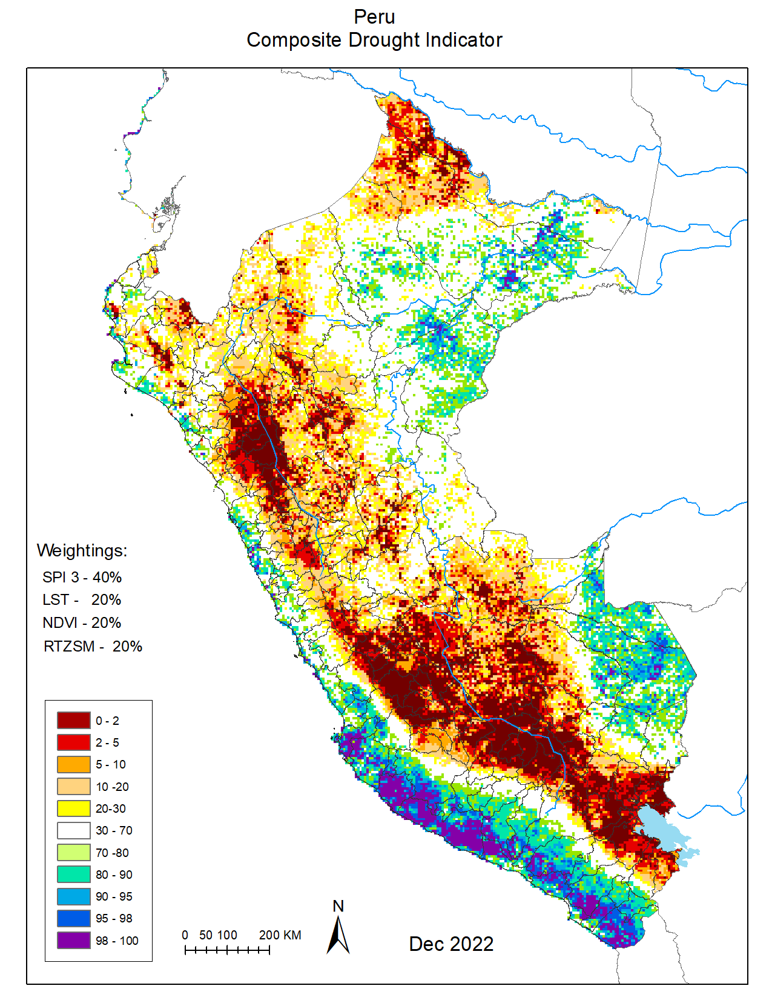 Peru
Composite Drought Indicator
Weightings:
SPI 3 - 40%
LST -   20%
NDVI - 20%
RTZSM -  20%
0 - 2
2 - 5
5 - 10
10 -20
20-30
30 - 70
70 -80
80 - 90
90 - 95
95 - 98
98 - 100
N
0 50 100 200 KM
Dec 2022